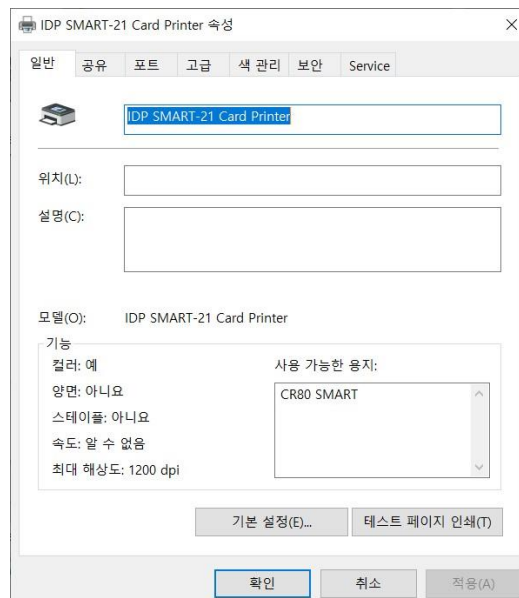 IDP SMART-21 Card Printer 속성
일반 공유 포트 고급 색 관리 보안 Service
IDP SMART-21 Card Printer
위치(L):
설명(C):
모델(O): IDP SMART-21 Card Printer
기능
컬러: 예
양면: 아니요
스테이플: 아니요
속도: 알 수 없음
최대 해상도: 1200 dpi
사용 가능한 용지:
CR80 SMART
기본 설정(E)... 테스트 페이지 인쇄(T)
확인 취소 적용(A)